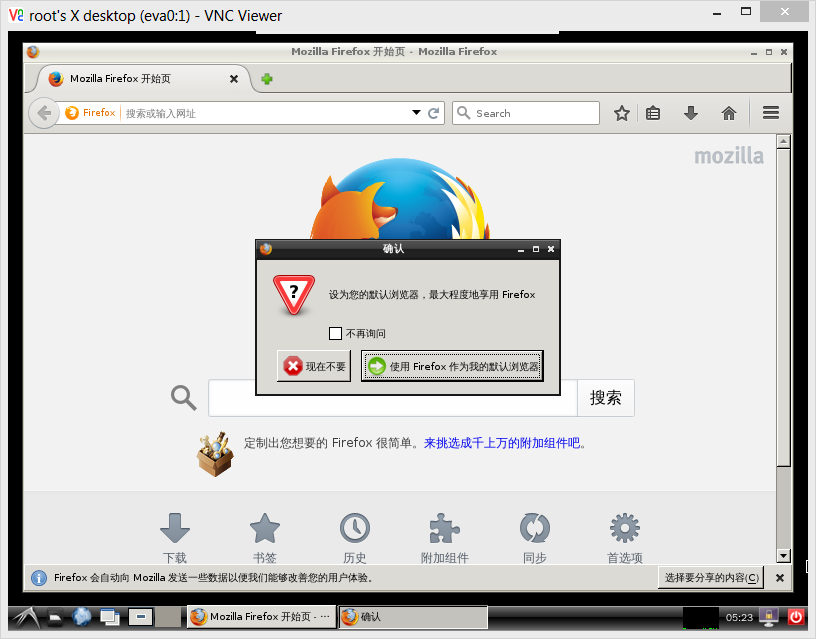 root's X desktop (eva0:1) - VNC Viewer
Mozilla Firefox 开始页 - Mozilla Firefox
Mozilla Firefox 开始页
Firefox
搜索或输入网址
Search
mozilla
确认
设为您的默认浏览器，最大程度地享用 Firefox
不再询问
现在不要
使用 Firefox 作为我的默认浏览器
搜索
定制出您想要的 Firefox 很简单。来挑选成千上万的附加组件吧。
下载
书签
历史
附加组件
同步
首选项
Firefox 会自动向 Mozilla 发送一些数据以便我们能够改善您的用户体验。
选择要分享的内容(C)
Mozilla Firefox 开始页 - ···
确认
05:23